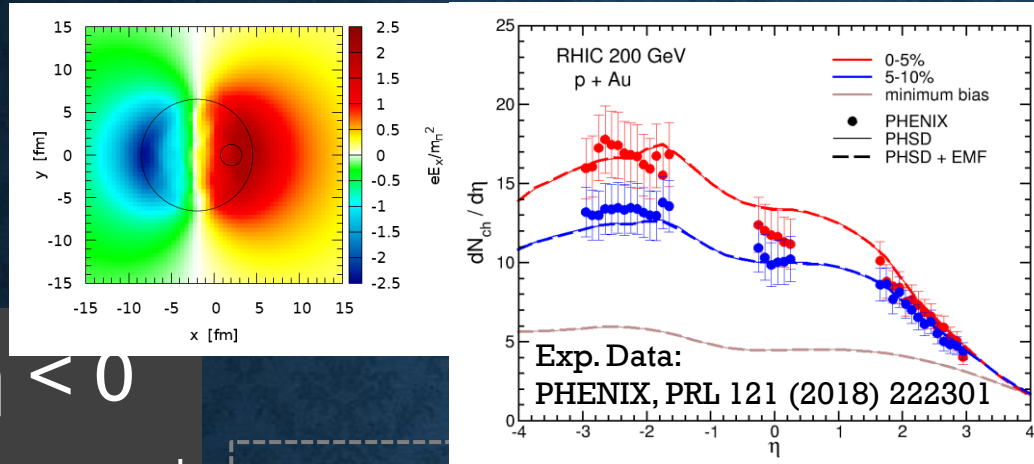 15
10
5
0
-5
-10
-15
y [fm]
-15 -10 -5 0 5 10 15
x [fm]
2.5
2
1.5
1
0.5
0
-0.5
-1
-1.5
-2
-2.5
eEₓ/m_π²
RHIC 200 GeV
p + Au
0-5%
5-10%
minimum bias
PHENIX
PHSD
PHSD + EMF
25
20
15
10
5
0
dN_ch / dη
Exp. Data:
PHENIX, PRL 121 (2018) 222301
-4 -3 -2 -1 0 1 2 3 4
η
< 0